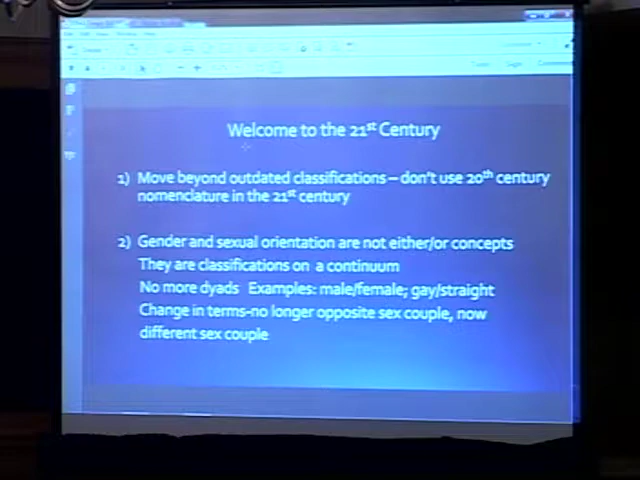 Welcome to the 21st Century
1) Move beyond outdated classifications – don't use 20th century
nomenclature in the 21st century
2) Gender and sexual orientation are not either/or concepts
They are classifications on a continuum
No more dyads Examples: male/female; gay/straight
Change in terms-no longer opposite sex couple, now
different sex couple